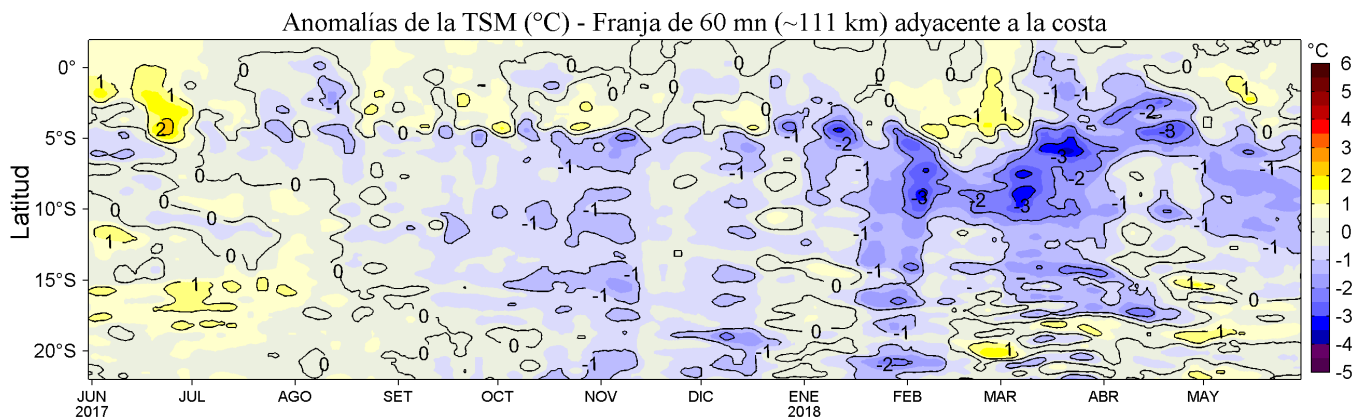 Anomalías de la TSM (°C) - Franja de 60 mn (~111 km) adyacente a la costa
°C
Latitud
0°
5°S
10°S
15°S
20°S
6
5
4
3
2
1
0
-1
-2
-3
-4
-5
JUN JUL AGO SET OCT NOV DIC ENE FEB MAR ABR MAY
2017 2018